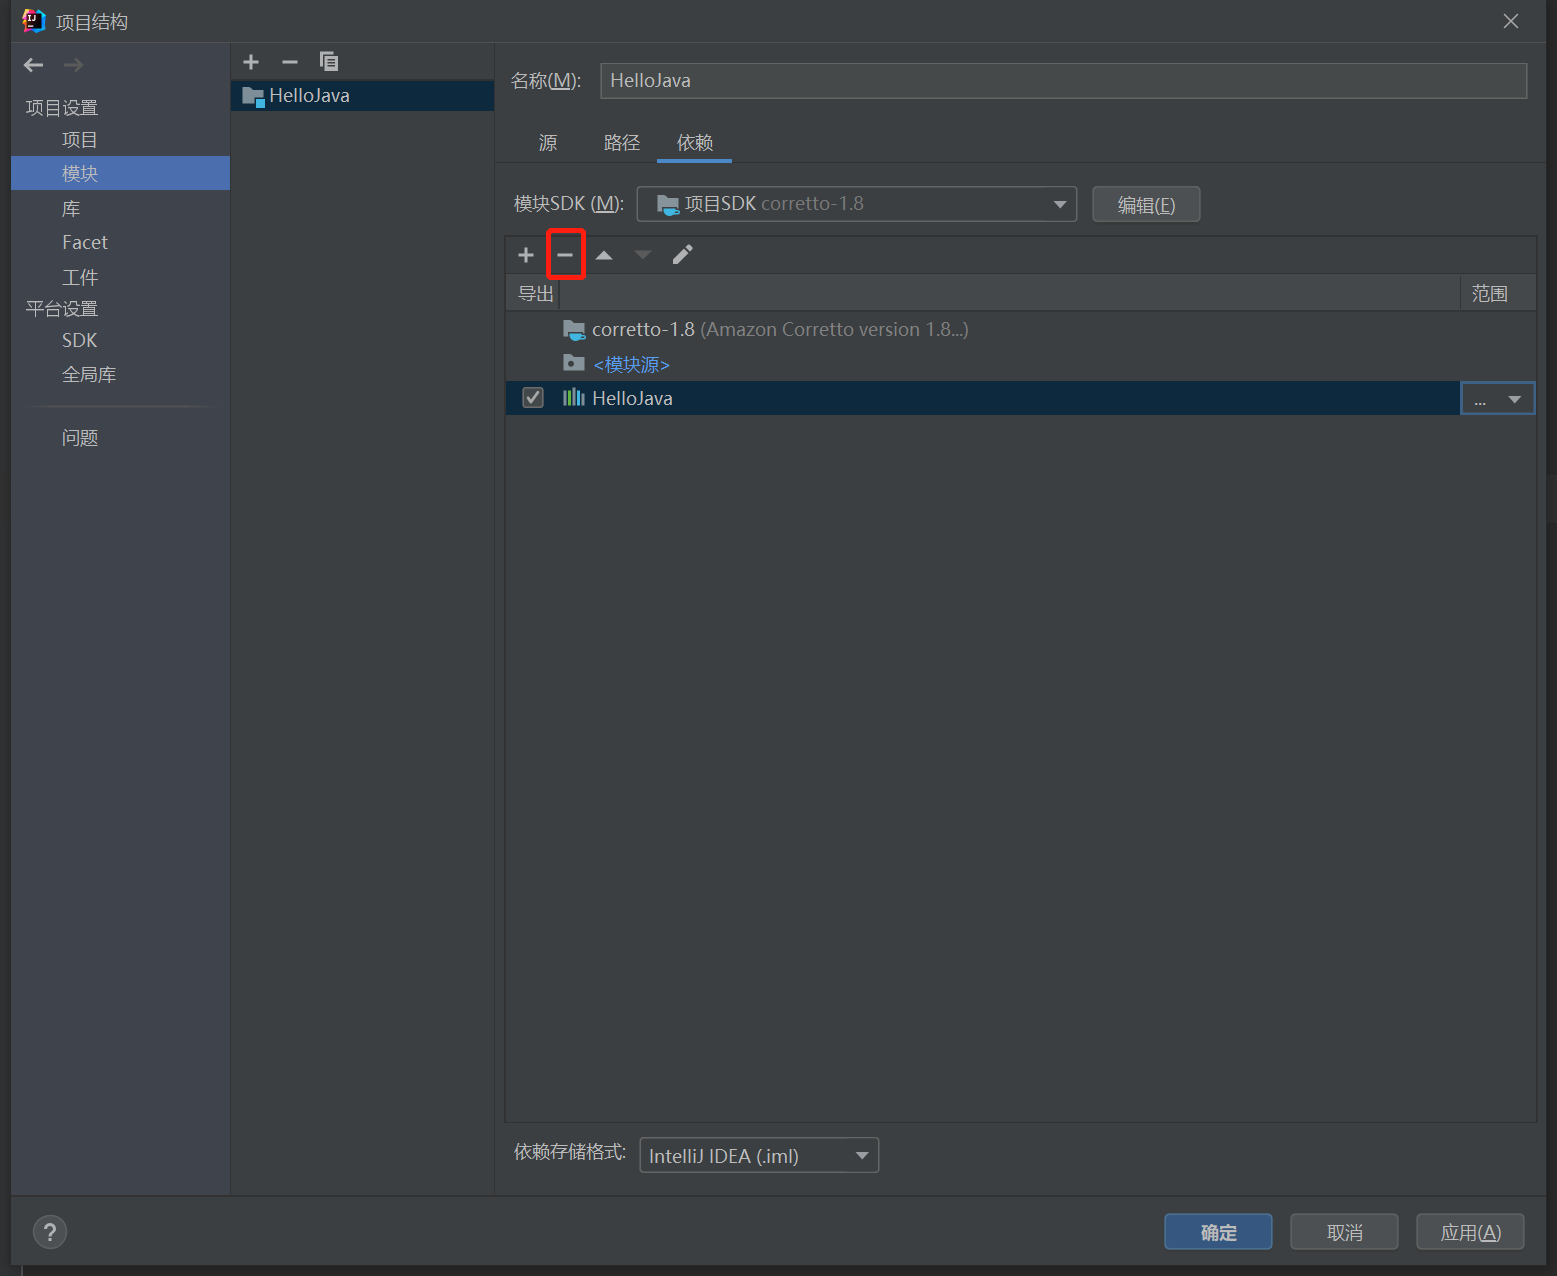 项目结构
项目设置
项目
模块
库
Facet
工件
平台设置
SDK
全局库
问题
HelloJava
名称(M):
HelloJava
源
路径
依赖
模块SDK (M):
项目SDK corretto-1.8
编辑(E)
导出
范围
corretto-1.8 (Amazon Corretto version 1.8...)
<模块源>
HelloJava
...
依赖存储格式:
IntelliJ IDEA (.iml)
?
确定
取消
应用(A)